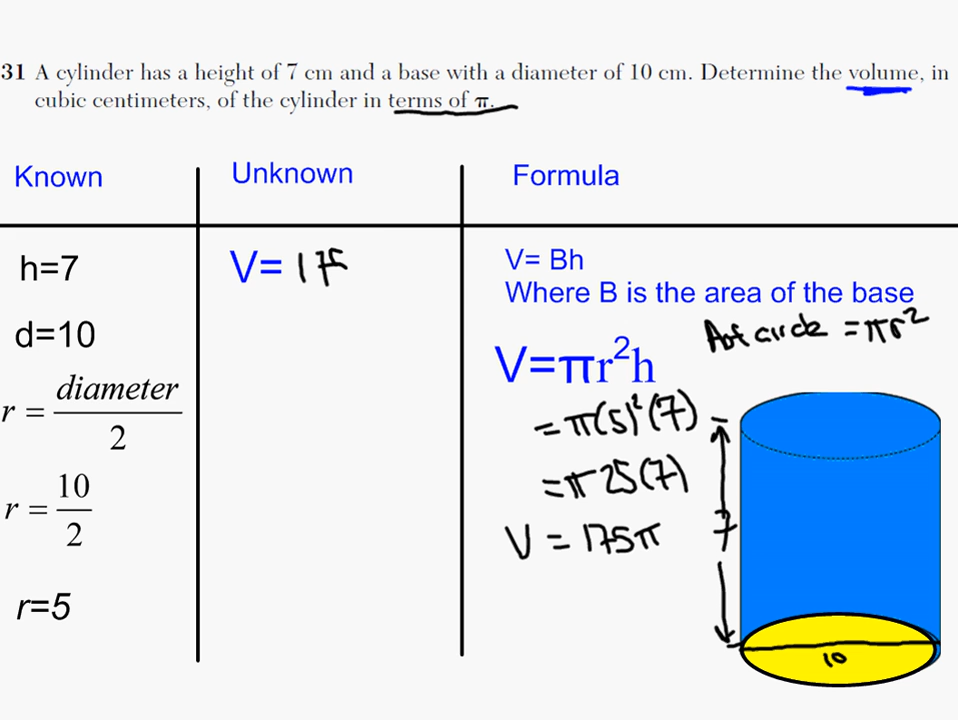 31 A cylinder has a height of 7 cm and a base with a diameter of 10 cm. Determine the volume, in
cubic centimeters, of the cylinder in terms of π.
Known
Unknown
Formula
h=7
d=10
r = diameter/2
r = 10/2
r=5
V= 175
V= Bh
Where B is the area of the base
A of circle = πr²
V=πr²h
= π(5)²(7)
= π 25(7)
V = 175π
7
10